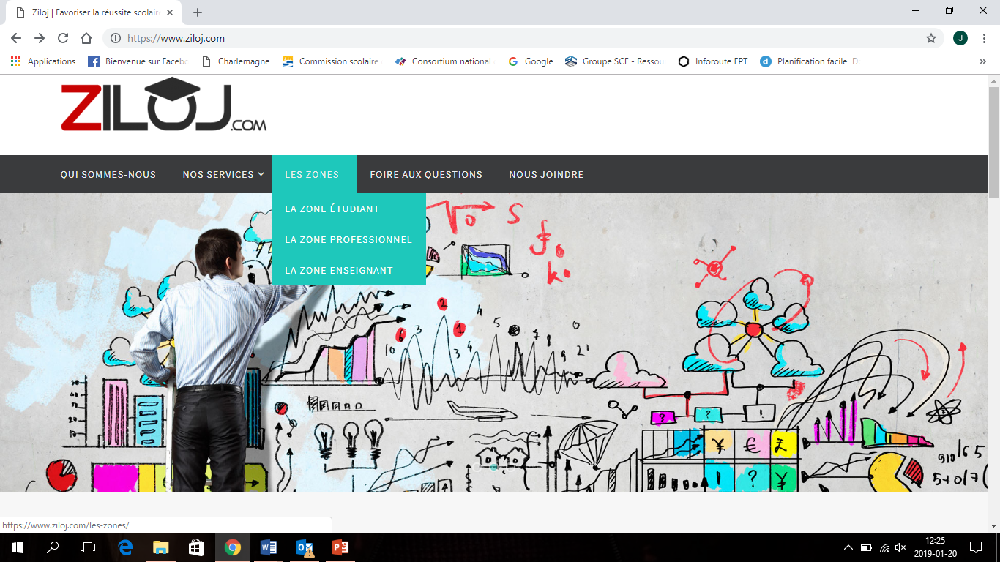 Ziloj | Favoriser la réussite scolair
https://www.ziloj.com
J
Applications Bienvenue sur Facebo Charlemagne Commission scolaire Consortium national Google Groupe SCE - Ressou Inforoute FPT Planification facile
ZILOJ.COM
QUI SOMMES-NOUS NOS SERVICES LES ZONES FOIRE AUX QUESTIONS NOUS JOINDRE
LA ZONE ÉTUDIANT
LA ZONE PROFESSIONNEL
LA ZONE ENSEIGNANT
https://www.ziloj.com/les-zones/
12:25
2019-01-20